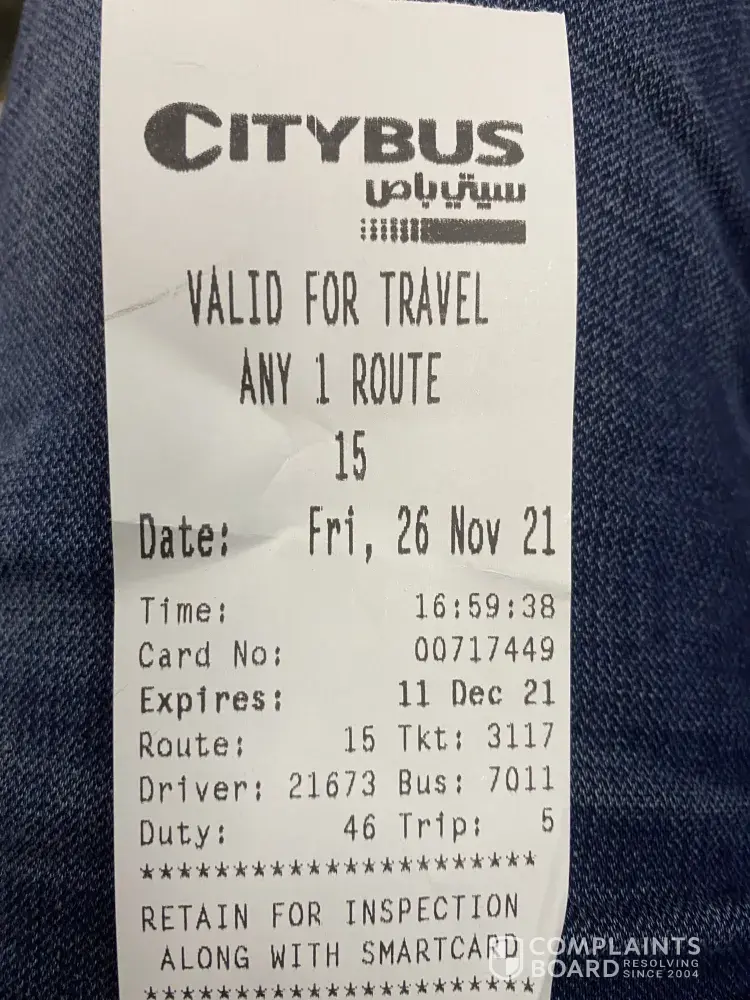 CITYBUS
سيتي باص
VALID FOR TRAVEL
ANY 1 ROUTE
15
Date: Fri, 26 Nov 21
Time: 16:59:38
Card No: 00717449
Expires: 11 Dec 21
Route: 15 Tkt: 3117
Driver: 21673 Bus: 7011
Duty: 46 Trip: 5
**********************
RETAIN FOR INSPECTION
ALONG WITH SMARTCARD
**********************
COMPLAINTS
BOARD RESOLVING
SINCE 2004